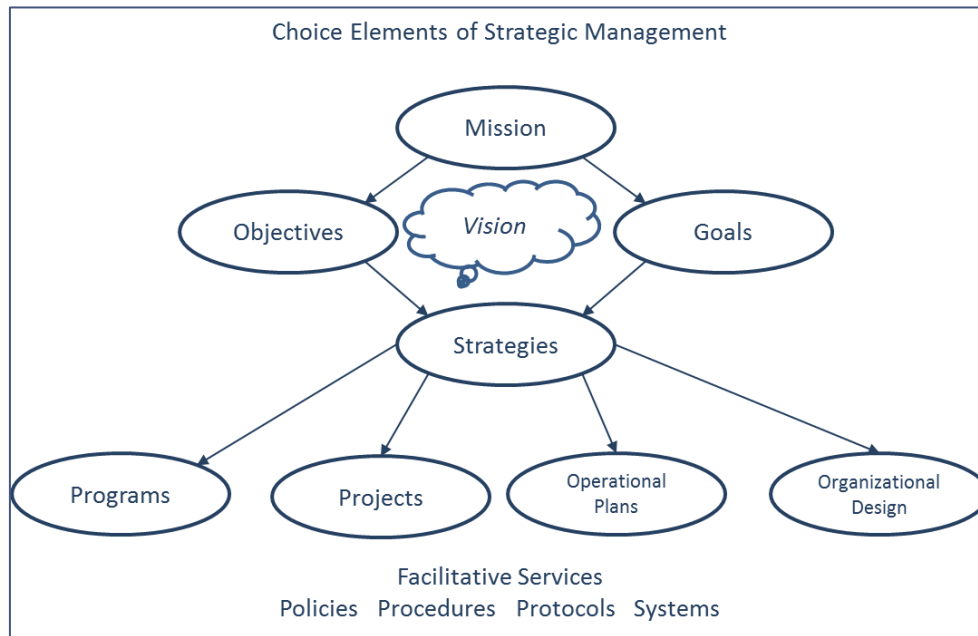 Choice Elements of Strategic Management
Mission
Objectives
Vision
Goals
Strategies
Programs
Projects
Operational
Plans
Organizational
Design
Facilitative Services
Policies Procedures Protocols Systems